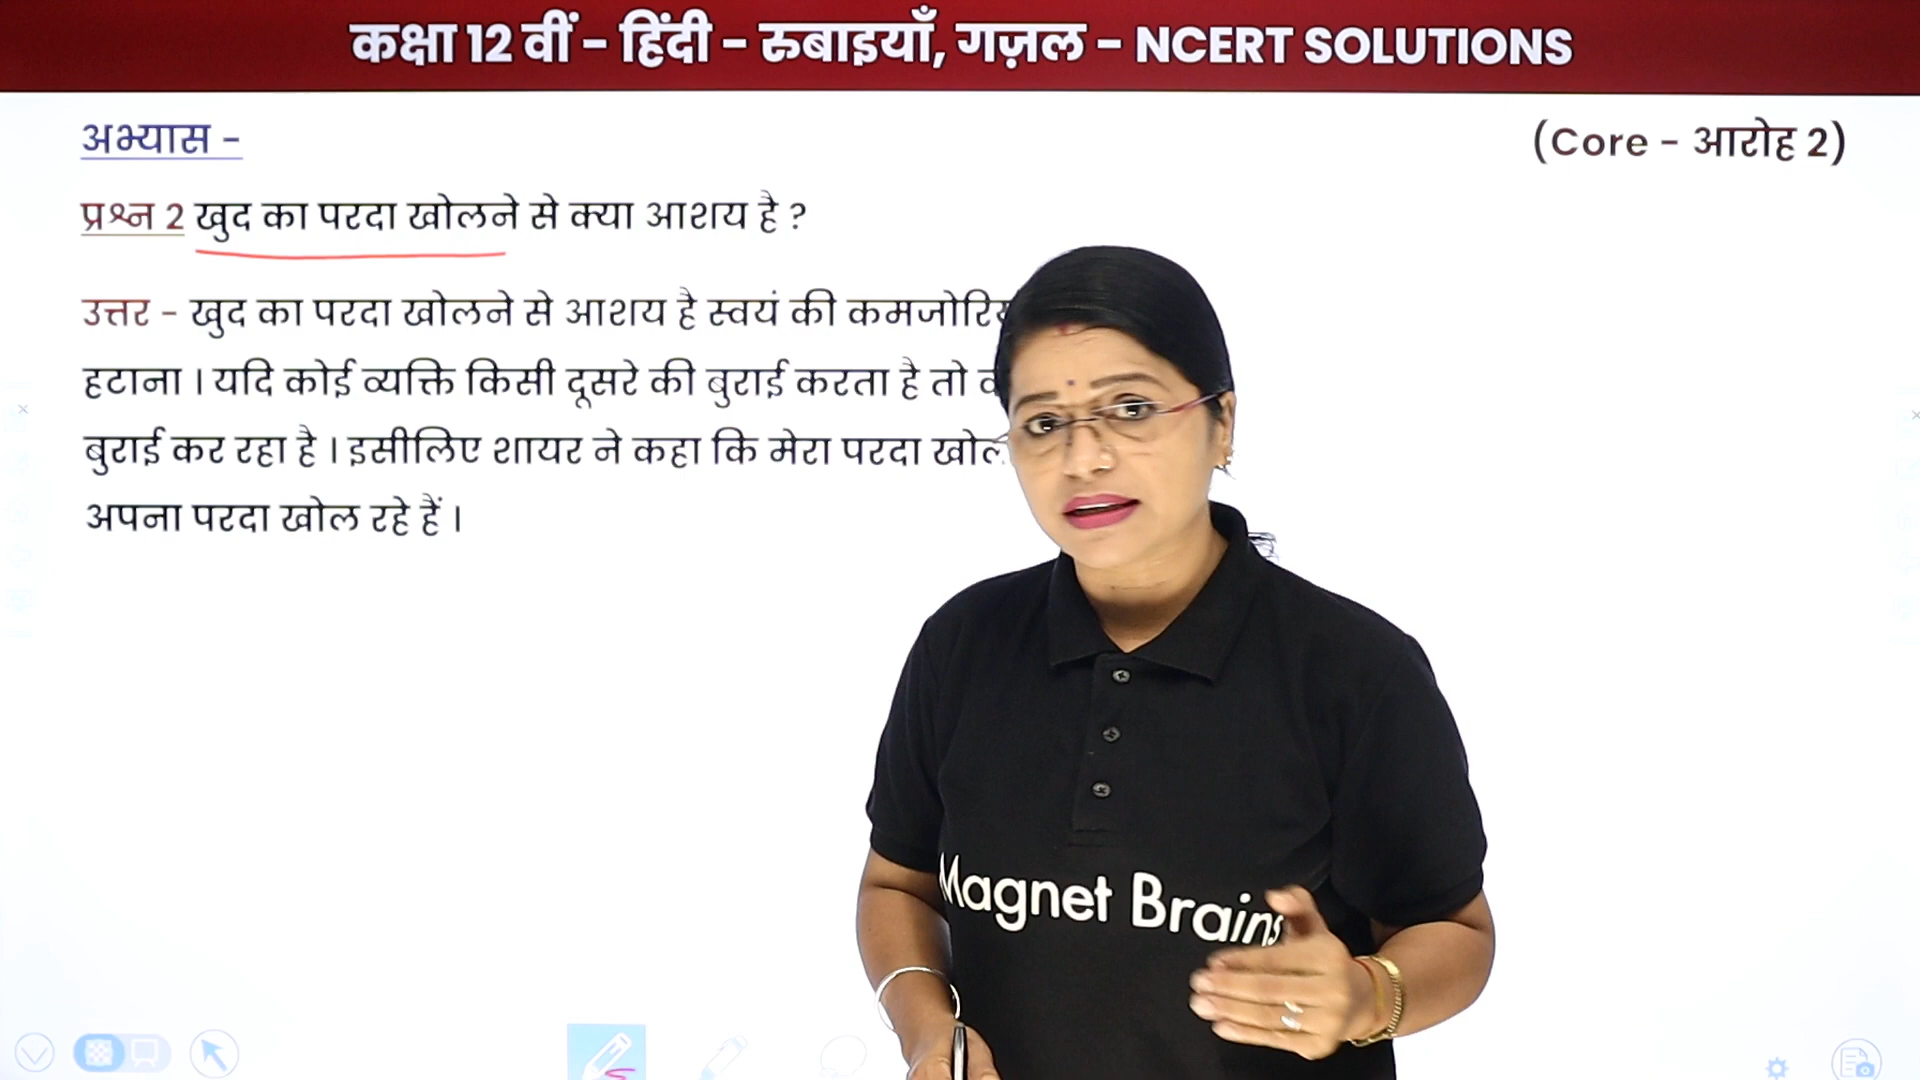 कक्षा 12 वीं - हिंदी - रुबाइयाँ, गज़ल - NCERT SOLUTIONS
अभ्यास -
(Core - आरोह 2)
प्रश्न 2 खुद का परदा खोलने से क्या आशय है ?
उत्तर - खुद का परदा खोलने से आशय है स्वयं की
हटाना । यदि कोई व्यक्ति किसी दूसरे की बुराई करता है तो
बुराई कर रहा है । इसीलिए शायर ने कहा कि मेरा परदा
अपना परदा खोल रहे हैं ।
Magnet Brains